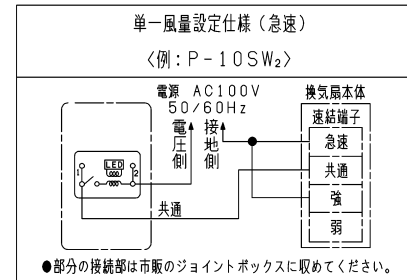 単一風量設定仕様（急速）
〈例：P－10SW₂〉
電源 AC100V
50/60Hz
電圧側
接地側
換気扇本体
速結端子
急速
共通
強
弱
LED
1
2
共通
●部分の接続部は市販のジョイントボックスに収めてください。